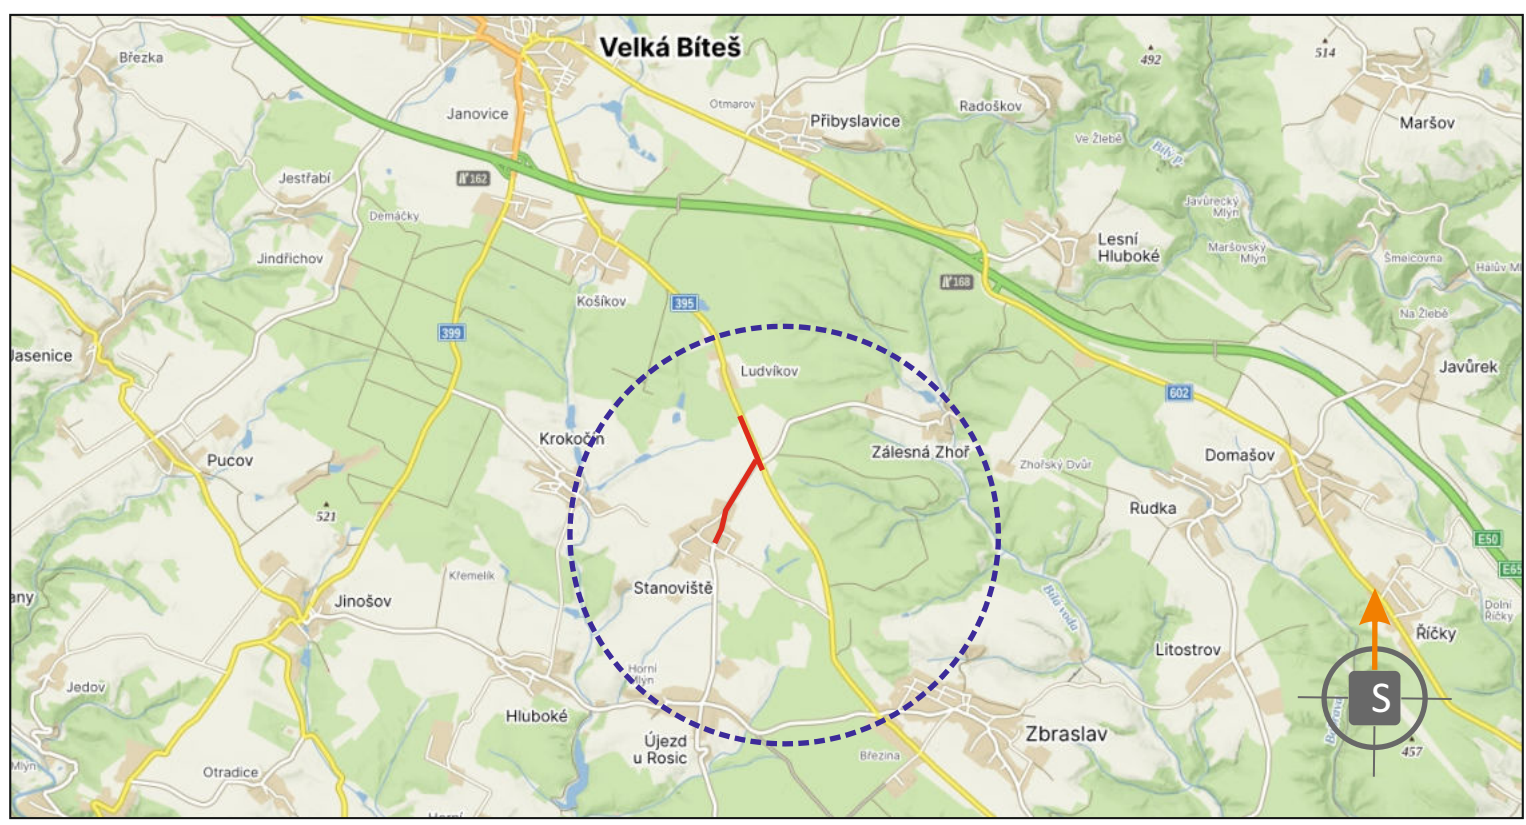 Velká Bíteš
514
492
Březka
Otmarov
Radoškov
Janovice
Přibyslavice
Maršov
Ve Žlebě
Bílý P.
162
Jestřabí
Javůrecký
Mlýn
Demáčky
Lesní
Hluboké
Maršovský
Mlýn
Jindřichov
Šmelcovna
Hálův Ml
168
Košíkov
395
Na Žlebě
399
Jasenice
Ludvíkov
Javůrek
602
Krokočín
Zálesná Zhoř
Domašov
Pucov
Zhořský Dvůr
Rudka
521
E50
E65
Křemelík
Stanoviště
any
Jinošov
Bílá voda
Dolní
Říčky
Říčky
Litostrov
Horní
Mlýn
Jedov
S
Hluboké
Zbraslav
Újezd
u Rosic
Březina
457
Mlýn
Otradice
Horní